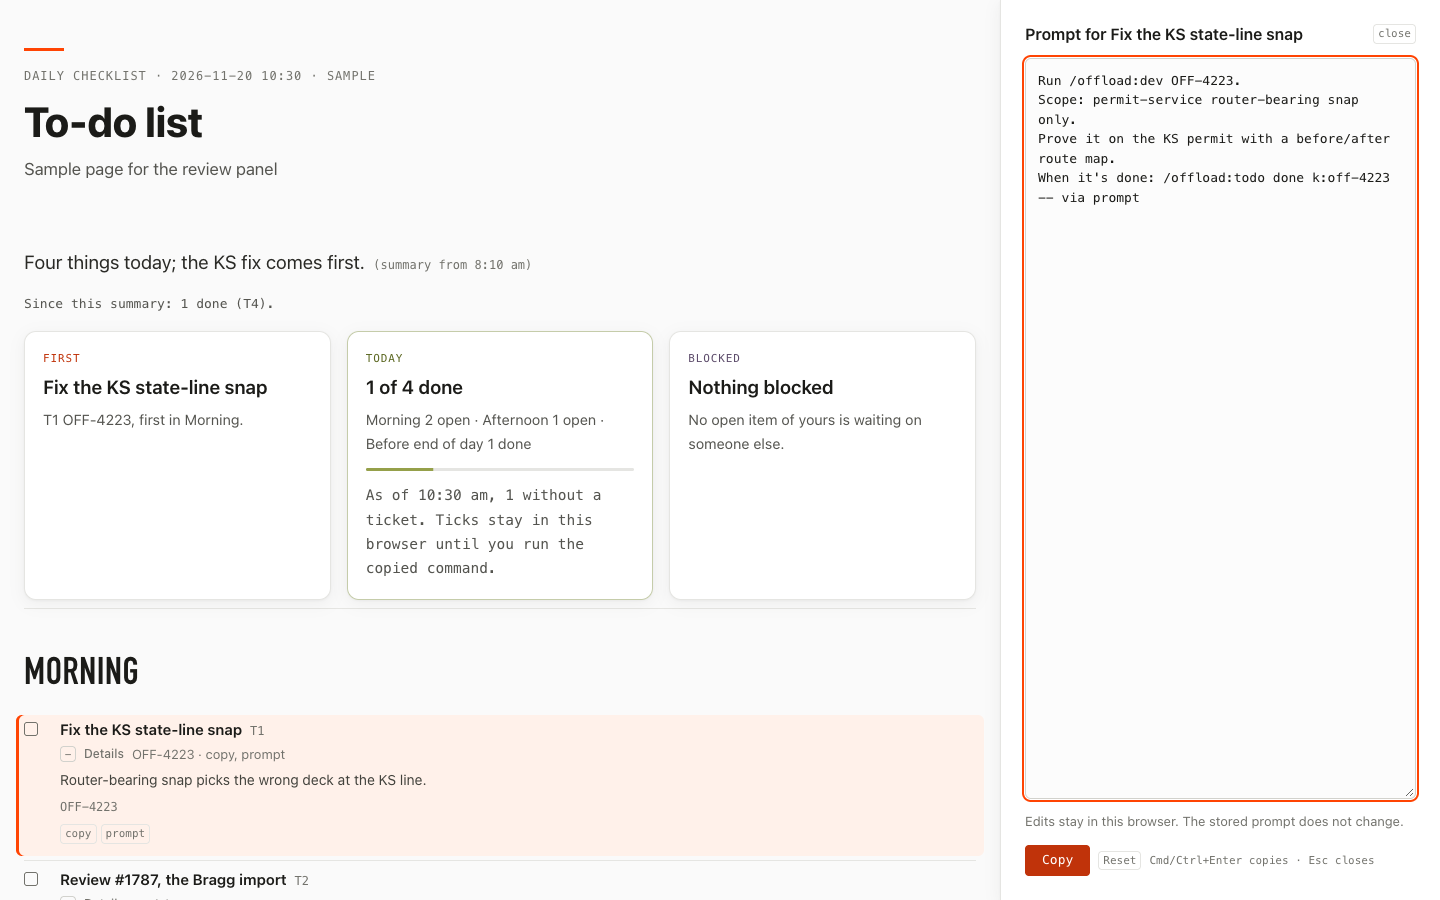 DAILY CHECKLIST · 2026-11-20 10:30 · SAMPLE
To-do list
Sample page for the review panel
Four things today; the KS fix comes first. (summary from 8:10 am)
Since this summary: 1 done (T4).
FIRST
Fix the KS state-line snap
T1 OFF-4223, first in Morning.
TODAY
1 of 4 done
Morning 2 open · Afternoon 1 open ·
Before end of day 1 done
As of 10:30 am, 1 without a
ticket. Ticks stay in this
browser until you run the
copied command.
BLOCKED
Nothing blocked
No open item of yours is waiting on
someone else.
MORNING
Fix the KS state-line snap T1
– Details OFF-4223 · copy, prompt
Router-bearing snap picks the wrong deck at the KS line.
OFF-4223
copy prompt
Review #1787, the Bragg import T2
Prompt for Fix the KS state-line snap
close
Run /offload:dev OFF-4223.
Scope: permit-service router-bearing snap
only.
Prove it on the KS permit with a before/after
route map.
When it's done: /offload:todo done k:off-4223
-- via prompt
Edits stay in this browser. The stored prompt does not change.
Copy Reset Cmd/Ctrl+Enter copies · Esc closes